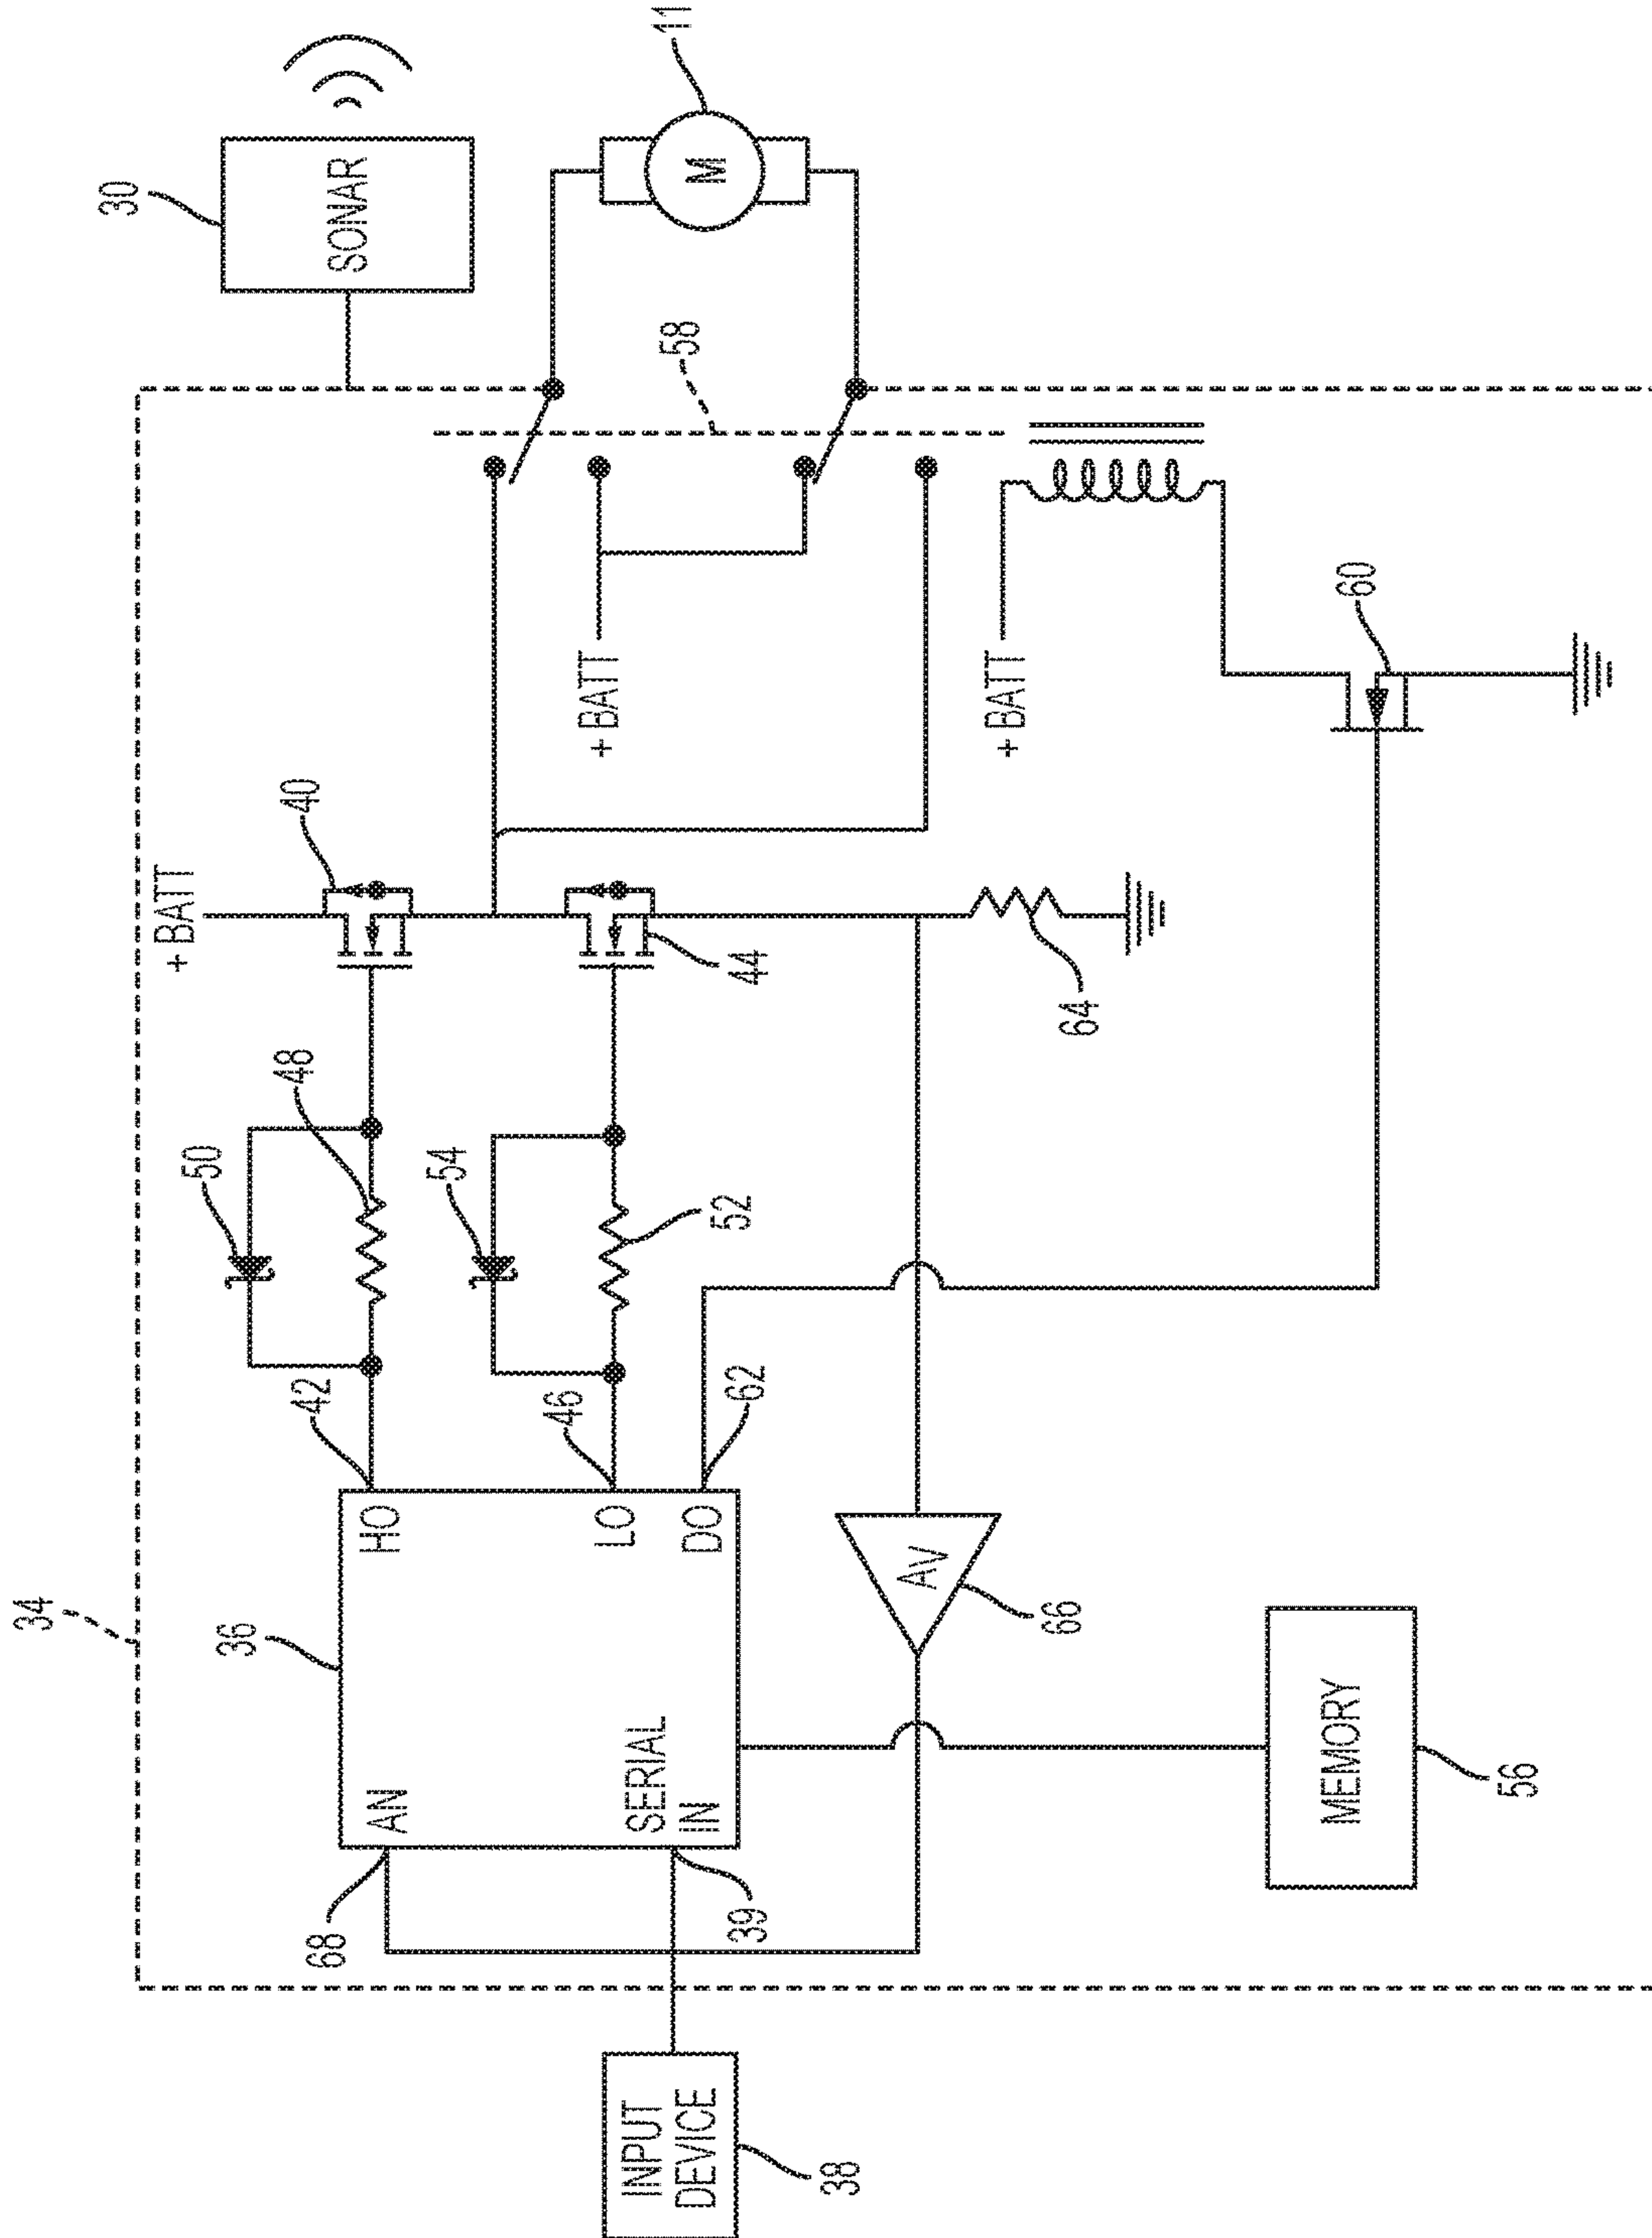 34
30
+BATT
50
36
48
40
42
68
SONAR
AN
HO
54
46
+BATT
LO
INPUT
DEVICE
SERIAL
IN
DO
58
11
M
52
62
44
39
38
AV
+BATT
66
64
MEMORY
60
56